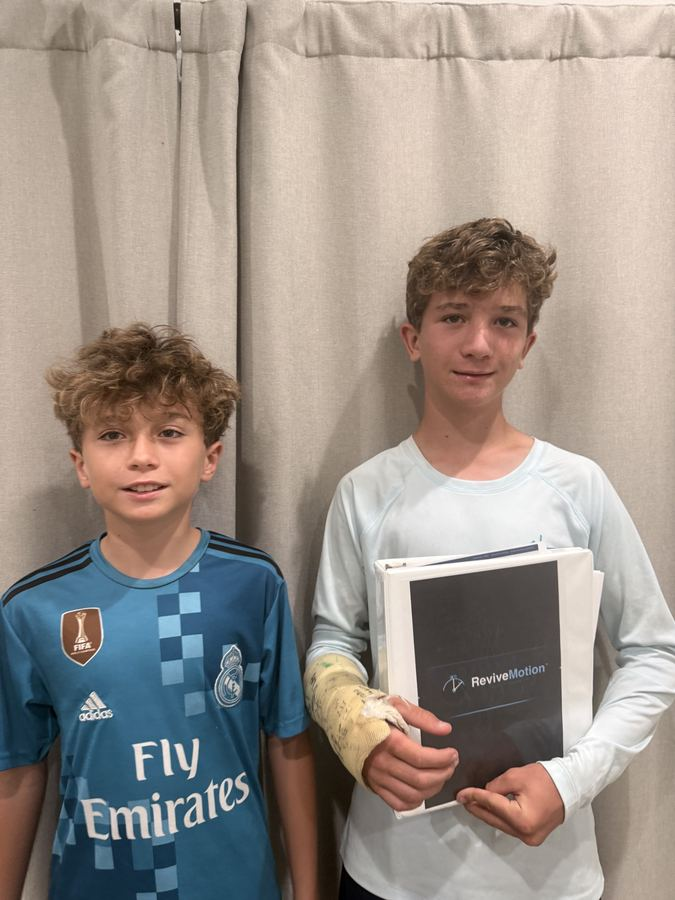 FIFA
adidas
Fly
Emirates
ReviveMotion